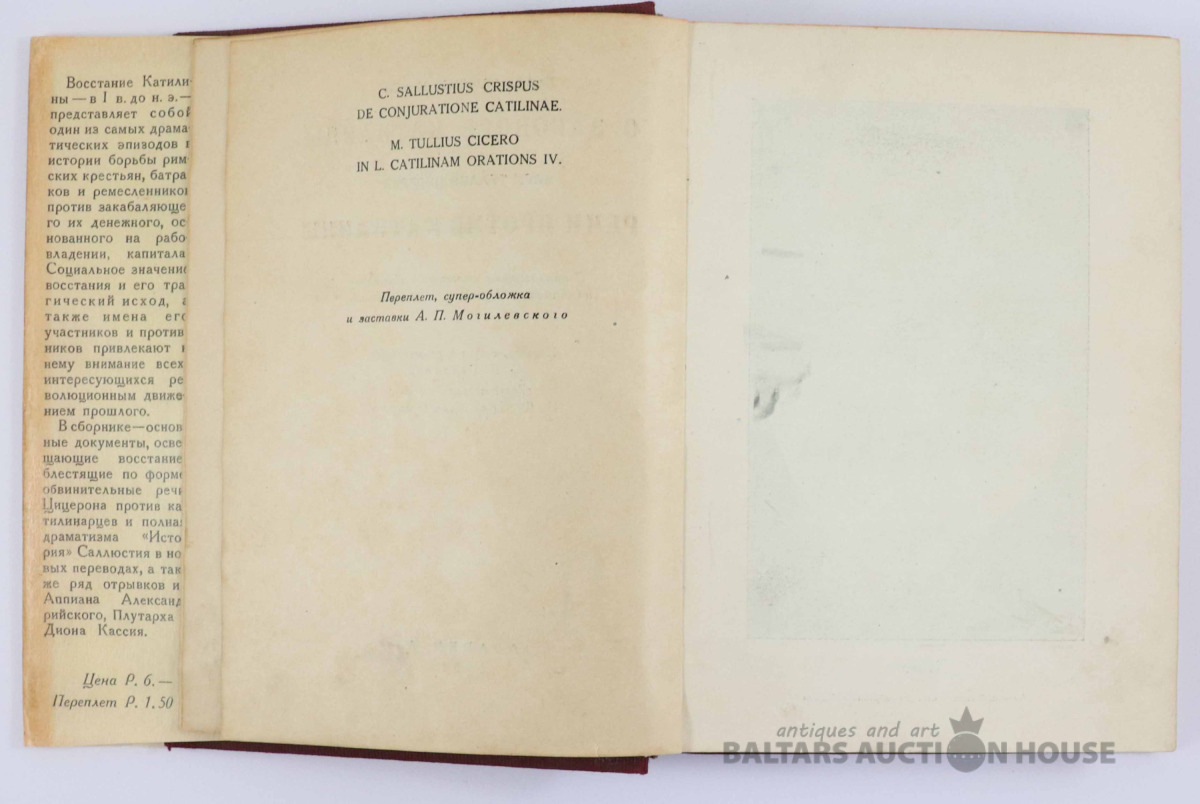 Восстание Катили-
ны — в I в. до н. э. —
представляет собой
один из самых драма
тических эпизодов
истории борьбы рим
ских крестьян, батра
ков и ремесленников
против закабаляюще
го их денежного, ос
нованного на рабо
владении, капитала
Социальное значение
восстания и его тра
гический исход, а
также имена его
участников и против
ников привлекают к
нему внимание всех
интересующихся ре
волюционным движе
нием прошлого.
В сборнике—основ
ные документы, осве
щающие восстание
блестящие по форме
обвинительные речи
Цицерона против ка
тилинарцев и полная
драматизма «Исто
рия» Саллюстия в но
вых переводах, а так
же ряд отрывков и
Аппиана Александ
рийского, Плутарха
Диона Кассия.
Цена Р. 6.—
Переплет Р. 1.50
C. SALLUSTIUS CRISPUS
DE CONJURATIONE CATILINAE.
M. TULLIUS CICERO
IN L. CATILINAM ORATIONS IV.
Переплет, супер-обложка
и заставки А. П. Могилевского
antiques and art
BALTARS AUCTION HOUSE